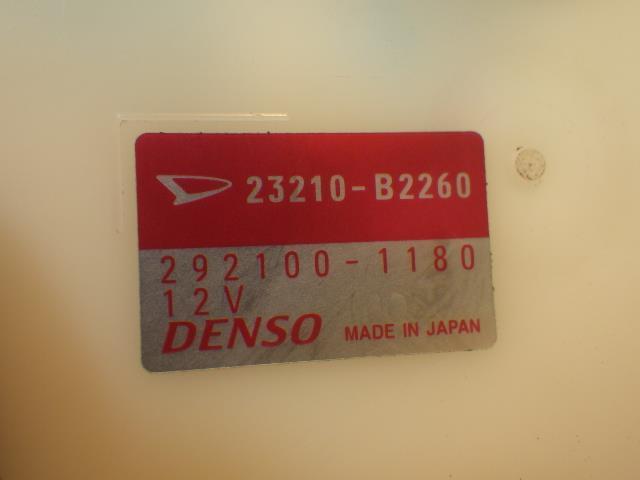 23210-B2260
292100-1180
12V
DENSO MADE IN JAPAN